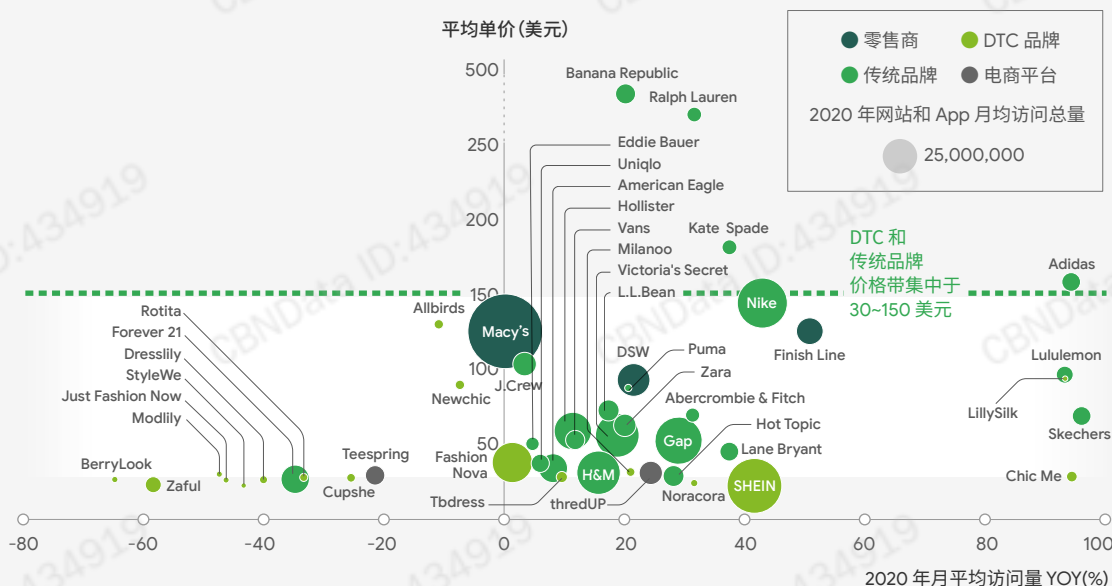 平均单价（美元）
零售商
DTC 品牌
传统品牌
电商平台
2020 年网站和 App 月均访问总量
25,000,000
500
250
200
150
100
50
Banana Republic
Ralph Lauren
Eddie Bauer
Uniqlo
American Eagle
Hollister
Vans
Milanoo
Victoria's Secret
L.L.Bean
Kate Spade
DTC 和
传统品牌
价格带集中于
30~150 美元
Adidas
Nike
Rotita
Forever 21
Dresslily
StyleWe
Just Fashion Now
Modlily
BerryLook
Zaful
Allbirds
Macy's
Newchic
J.Crew
DSW
Puma
Zara
Finish Line
Lululemon
LillySilk
Skechers
Abercrombie & Fitch
Hot Topic
Gap
Lane Bryant
Teespring
Cupshe
Fashion
Nova
H&M
Tbdress
thredUP
Noracora
SHEIN
Chic Me
-80
-60
-40
-20
0
20
40
60
80
100
2020 年月平均访问量 YOY(%)
CBNData ID:434919
CBNData ID:434919
CBNData ID:434919